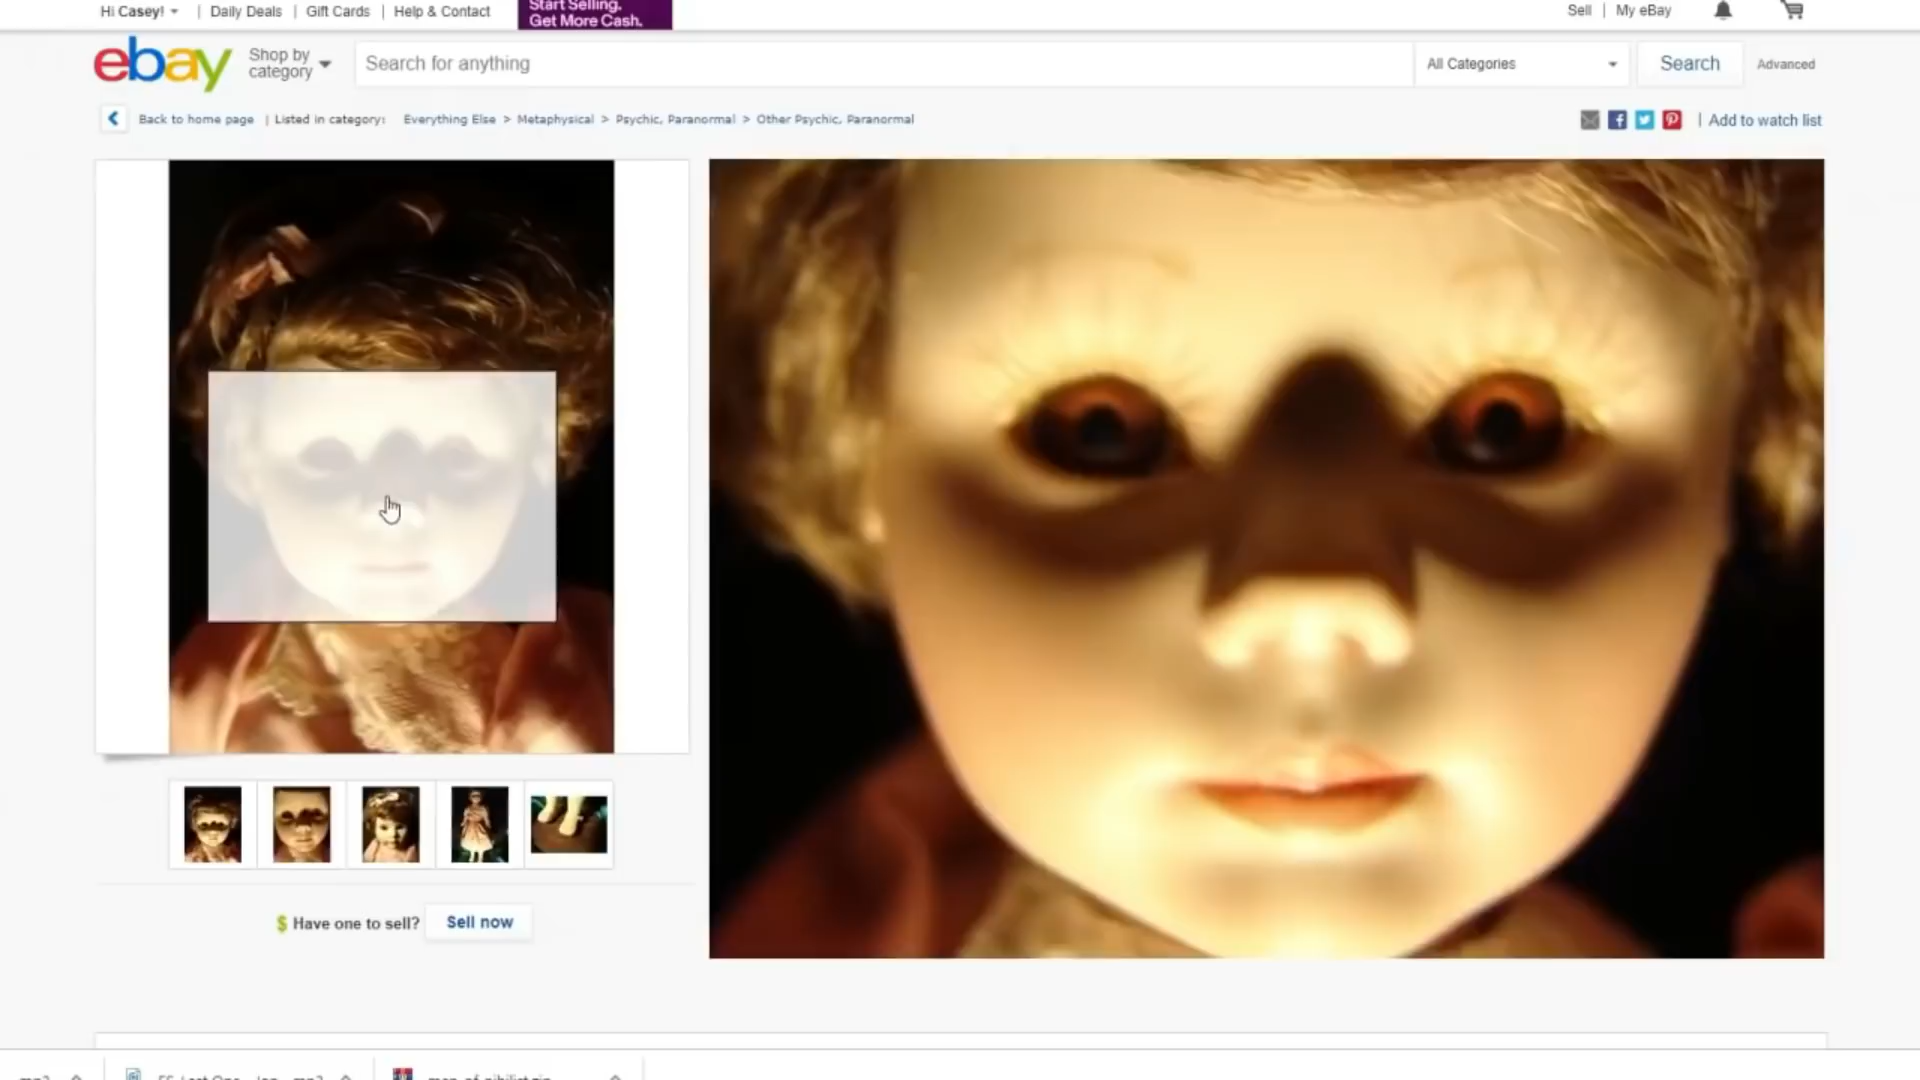 Hi Casey! | Daily Deals | Gift Cards | Help & Contact
Start Selling.
Get More Cash.
Sell | My eBay
ebay
Shop by
category
Search for anything
All Categories
Search
Advanced
Back to home page | Listed in category: Everything Else > Metaphysical > Psychic, Paranormal > Other Psychic, Paranormal
| Add to watch list
$ Have one to sell? Sell now